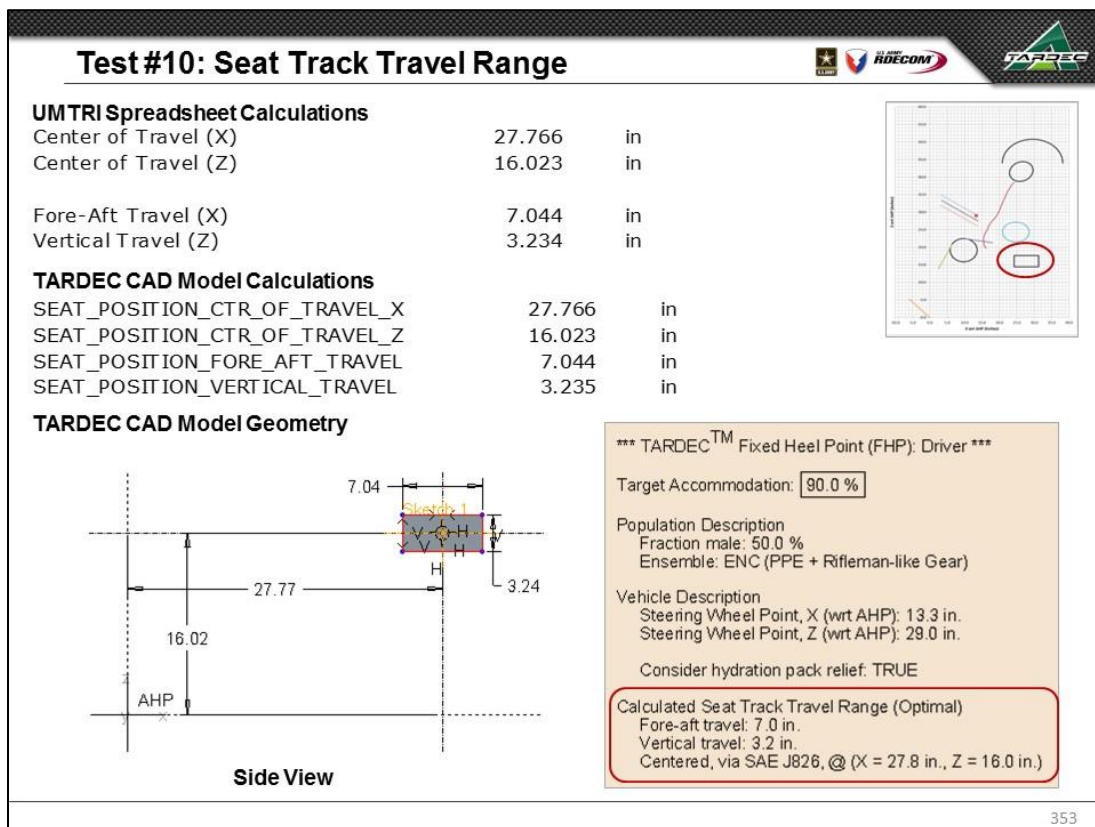 Test #10: Seat Track Travel Range
U.S. ARMY
U.S. ARMY
RDECOM
TARDEC
UMTRI Spreadsheet Calculations
Center of Travel (X) 27.766 in
Center of Travel (Z) 16.023 in
Fore-Aft Travel (X) 7.044 in
Vertical Travel (Z) 3.234 in
TARDEC CAD Model Calculations
SEAT_POSITION_CTR_OF_TRAVEL_X 27.766 in
SEAT_POSITION_CTR_OF_TRAVEL_Z 16.023 in
SEAT_POSITION_FORE_AFT_TRAVEL 7.044 in
SEAT_POSITION_VERTICAL_TRAVEL 3.235 in
TARDEC CAD Model Geometry
7.04
Sketch 1
V H V
V H
H
3.24
27.77
16.02
z
AHP
y x
Side View
*** TARDEC™ Fixed Heel Point (FHP): Driver ***
Target Accommodation: 90.0 %
Population Description
Fraction male: 50.0 %
Ensemble: ENC (PPE + Rifleman-like Gear)
Vehicle Description
Steering Wheel Point, X (wrt AHP): 13.3 in.
Steering Wheel Point, Z (wrt AHP): 29.0 in.
Consider hydration pack relief: TRUE
Calculated Seat Track Travel Range (Optimal)
Fore-aft travel: 7.0 in.
Vertical travel: 3.2 in.
Centered, via SAE J826, @ (X = 27.8 in., Z = 16.0 in.)
353